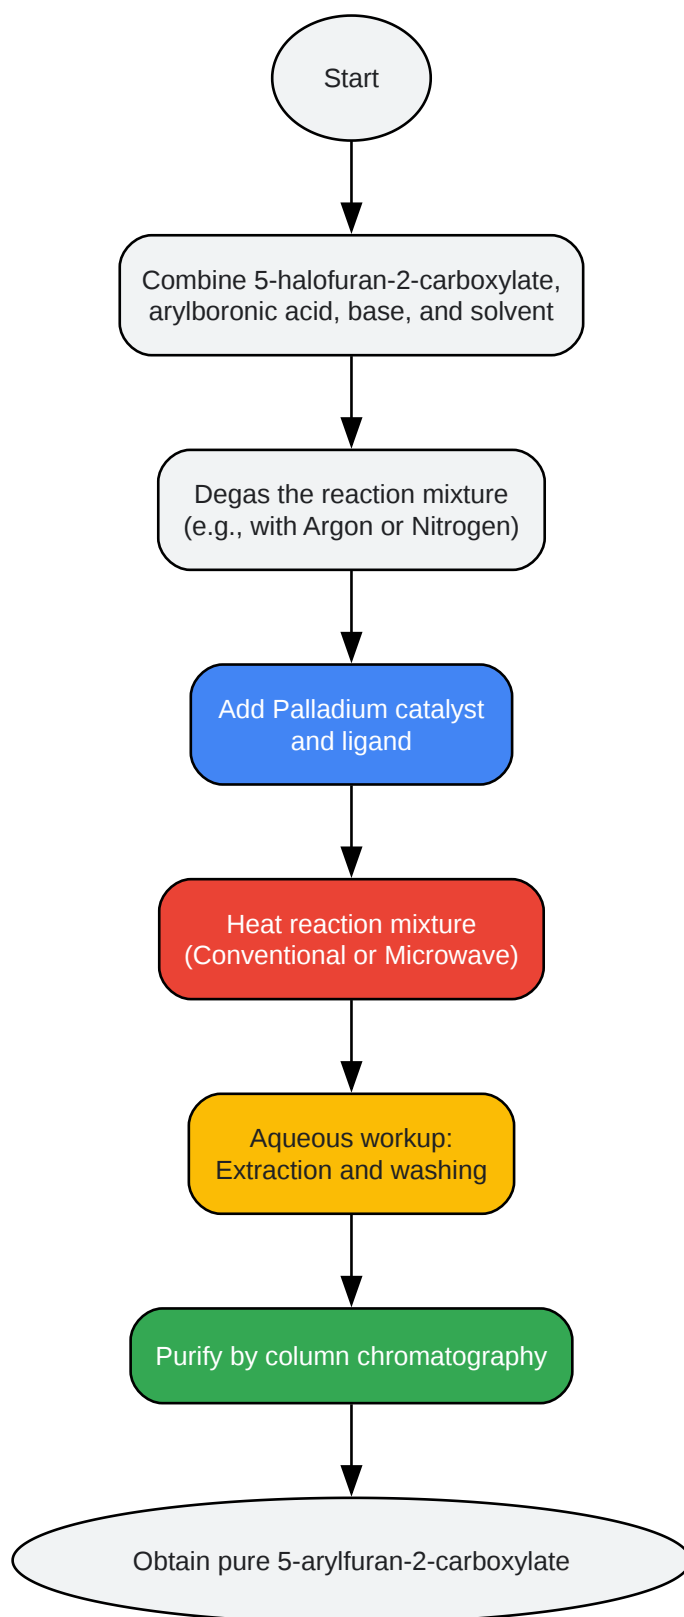 Start
Combine 5-halofuran-2-carboxylate,
arylboronic acid, base, and solvent
Degas the reaction mixture
(e.g., with Argon or Nitrogen)
Add Palladium catalyst
and ligand
Heat reaction mixture
(Conventional or Microwave)
Aqueous workup:
Extraction and washing
Purify by column chromatography
Obtain pure 5-arylfuran-2-carboxylate